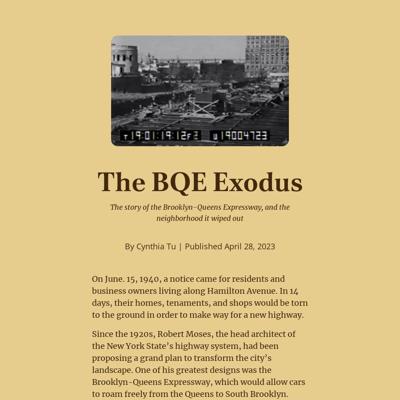 T 19:01:19:12F2 U 19004723
The BQE Exodus
The story of the Brooklyn-Queens Expressway, and the
neighborhood it wiped out
By Cynthia Tu | Published April 28, 2023
On June. 15, 1940, a notice came for residents and
business owners living along Hamilton Avenue. In 14
days, their homes, tenaments, and shops would be torn
to the ground in order to make way for a new highway.
Since the 1920s, Robert Moses, the head architect of
the New York State's highway system, had been
proposing a grand plan to transform the city's
landscape. One of his greatest designs was the
Brooklyn-Queens Expressway, which would allow cars
to roam freely from the Queens to South Brooklyn.